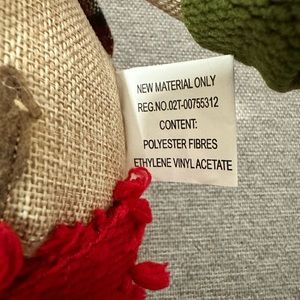 NEW MATERIAL ONLY
REG.NO.02T-00755312
CONTENT:
POLYESTER FIBRES
ETHYLENE VINYL ACETATE